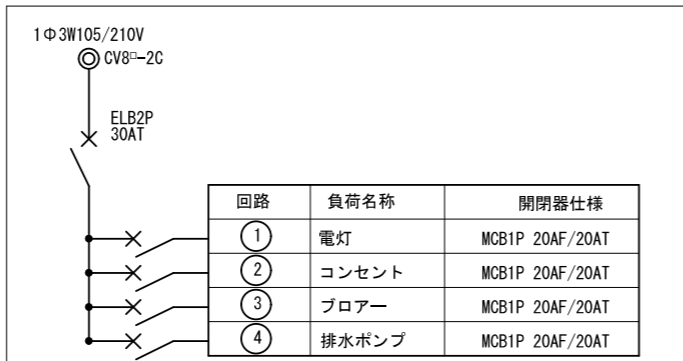 1Φ3W105/210V
CV8□-2C
ELB2P
30AT
回路 負荷名称 開閉器仕様
1 電灯 MCB1P 20AF/20AT
2 コンセント MCB1P 20AF/20AT
3 ブロアー MCB1P 20AF/20AT
4 排水ポンプ MCB1P 20AF/20AT